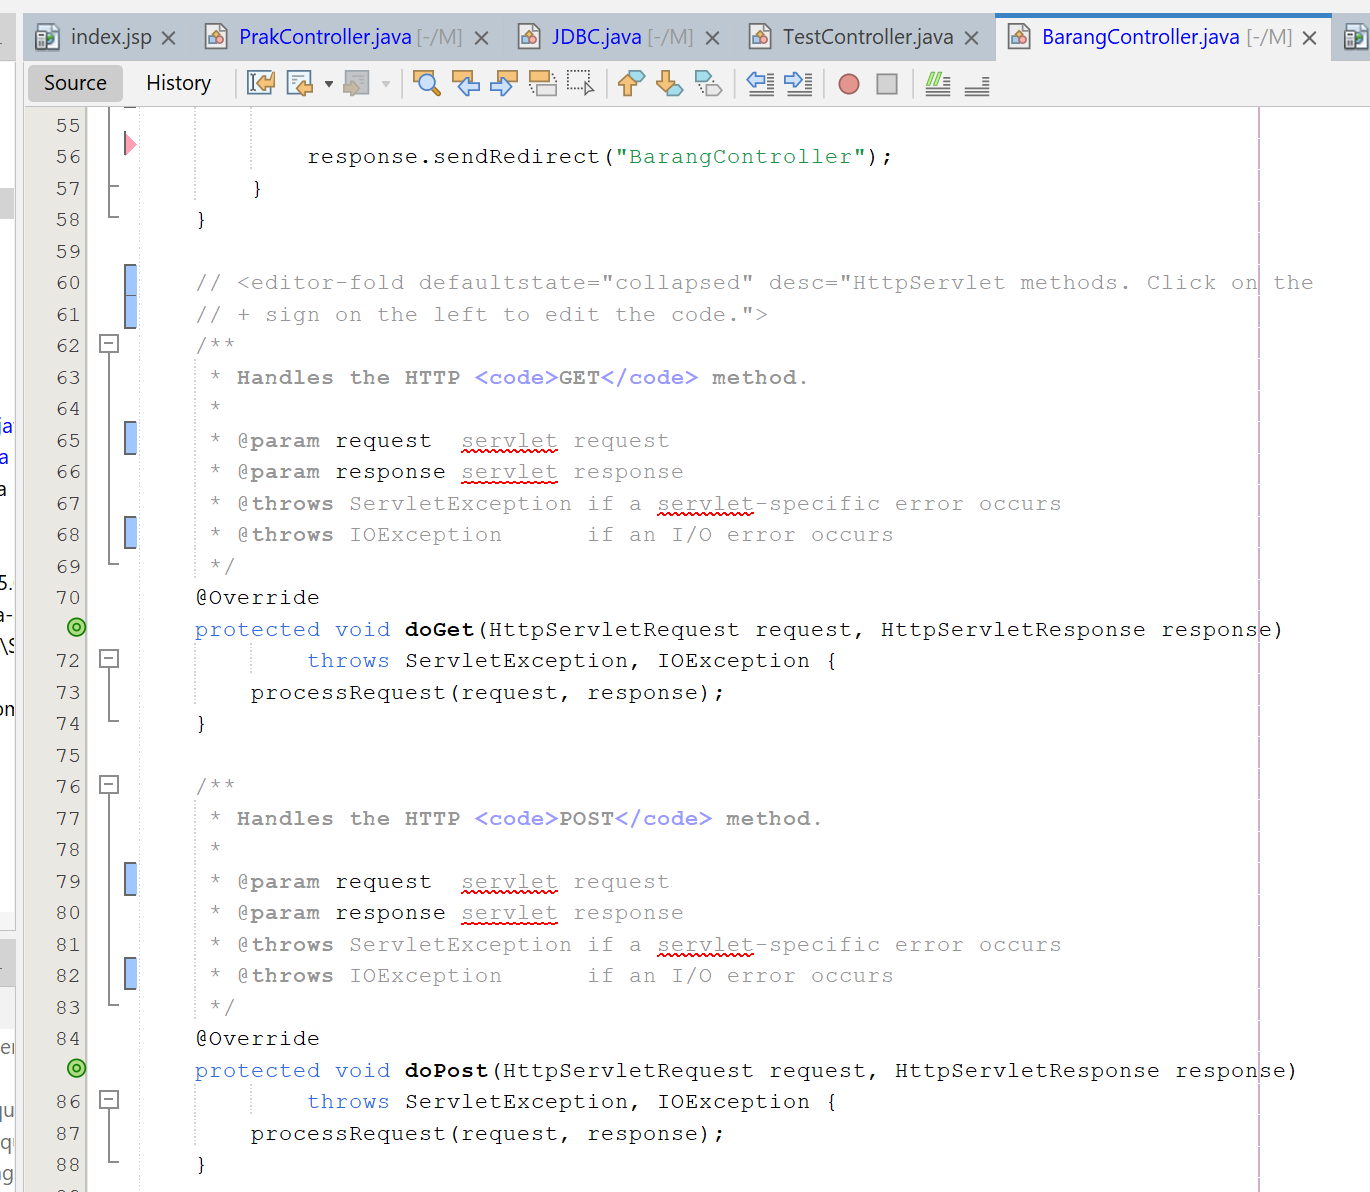 index.jsp PrakController.java [-/M] JDBC.java [-/M] TestController.java BarangController.java [-/M]
Source History
55
56 response.sendRedirect("BarangController");
57 }
58 }
59
60 // <editor-fold defaultstate="collapsed" desc="HttpServlet methods. Click on the
61 // + sign on the left to edit the code.">
62 /**
63 * Handles the HTTP <code>GET</code> method.
64 *
65 * @param request  servlet request
66 * @param response servlet response
67 * @throws ServletException if a servlet-specific error occurs
68 * @throws IOException      if an I/O error occurs
69 */
70 @Override
protected void doGet(HttpServletRequest request, HttpServletResponse response)
72 throws ServletException, IOException {
73 processRequest(request, response);
74 }
75
76 /**
77 * Handles the HTTP <code>POST</code> method.
78 *
79 * @param request  servlet request
80 * @param response servlet response
81 * @throws ServletException if a servlet-specific error occurs
82 * @throws IOException      if an I/O error occurs
83 */
84 @Override
protected void doPost(HttpServletRequest request, HttpServletResponse response)
86 throws ServletException, IOException {
87 processRequest(request, response);
88 }